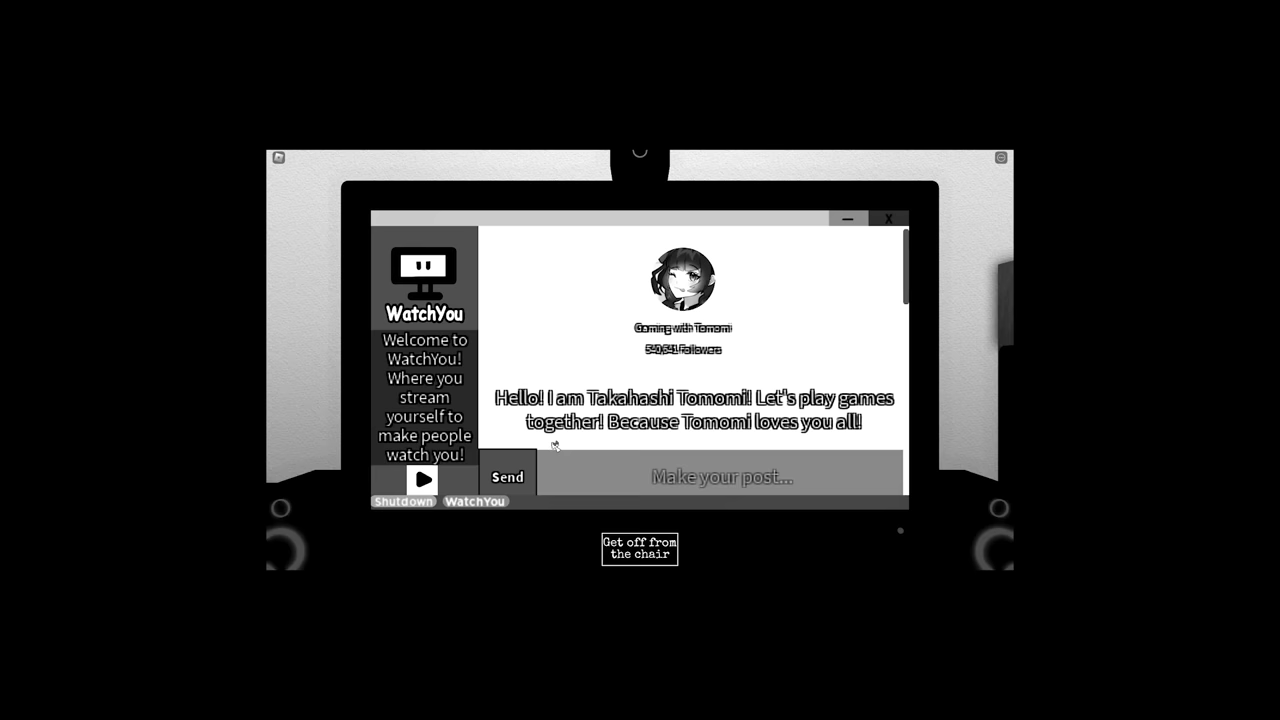 X
WatchYou
Welcome to
WatchYou!
Where you
stream
yourself to
make people
watch you!
Gaming with Tomomi
Followers
Hello! I am Takahashi Tomomi! Let's play games
together! Because Tomomi loves you all!
Send
Make your post...
Shutdown
WatchYou
Get off from
the chair